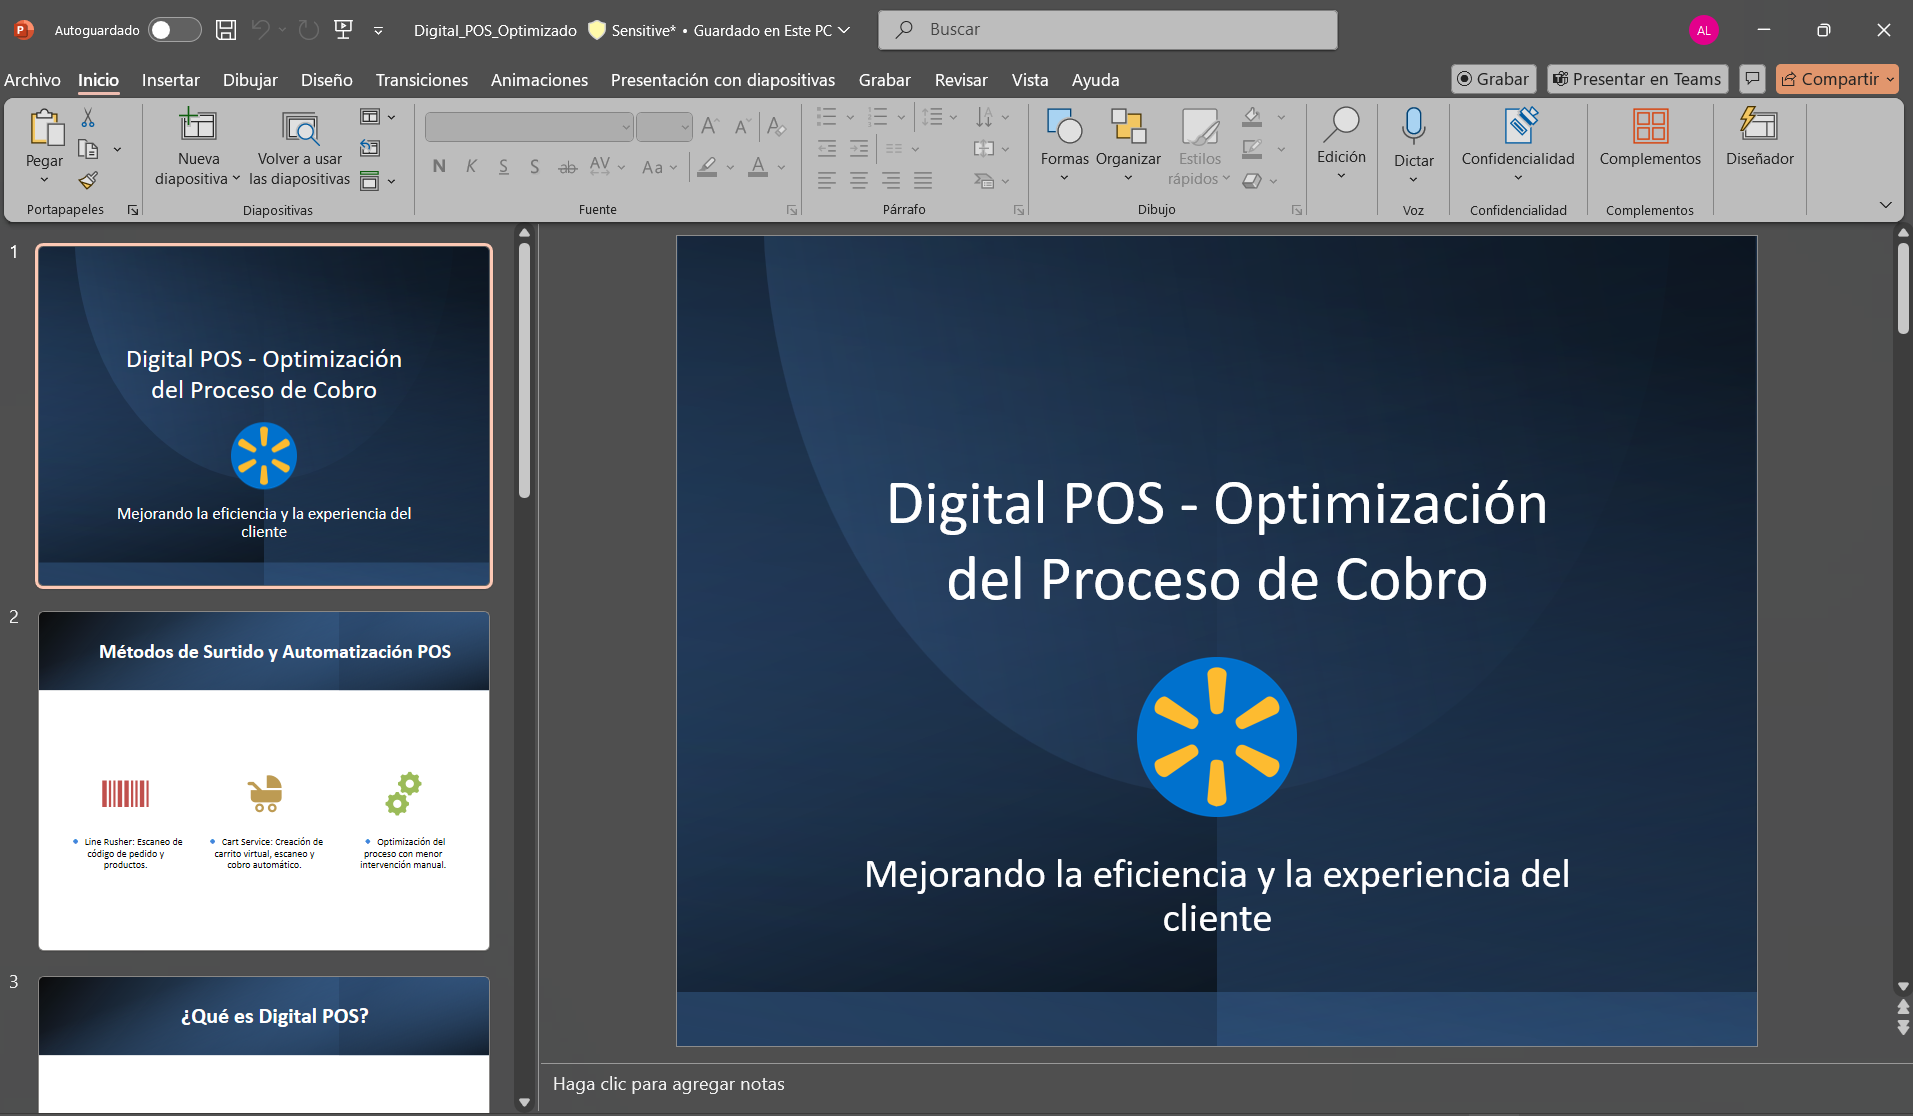 Autoguardado
Digital_POS_Optimizado
Sensitive* • Guardado en Este PC
Buscar
AL
Archivo
Inicio
Insertar
Dibujar
Diseño
Transiciones
Animaciones
Presentación con diapositivas
Grabar
Revisar
Vista
Ayuda
Grabar
Presentar en Teams
Compartir
Pegar
Portapapeles
Nueva
diapositiva
Volver a usar
las diapositivas
Diapositivas
N K S S ab AV Aa A
Fuente
Párrafo
Formas
Organizar
Estilos
rápidos
Dibujo
Edición
Dictar
Voz
Confidencialidad
Confidencialidad
Complementos
Complementos
Diseñador
1
Digital POS - Optimización
del Proceso de Cobro
Mejorando la eficiencia y la experiencia del
cliente
2
Métodos de Surtido y Automatización POS
• Line Rusher: Escaneo de
código de pedido y
productos.
• Cart Service: Creación de
carrito virtual, escaneo y
cobro automático.
• Optimización del
proceso con menor
intervención manual.
3
¿Qué es Digital POS?
Digital POS - Optimización
del Proceso de Cobro
Mejorando la eficiencia y la experiencia del
cliente
Haga clic para agregar notas